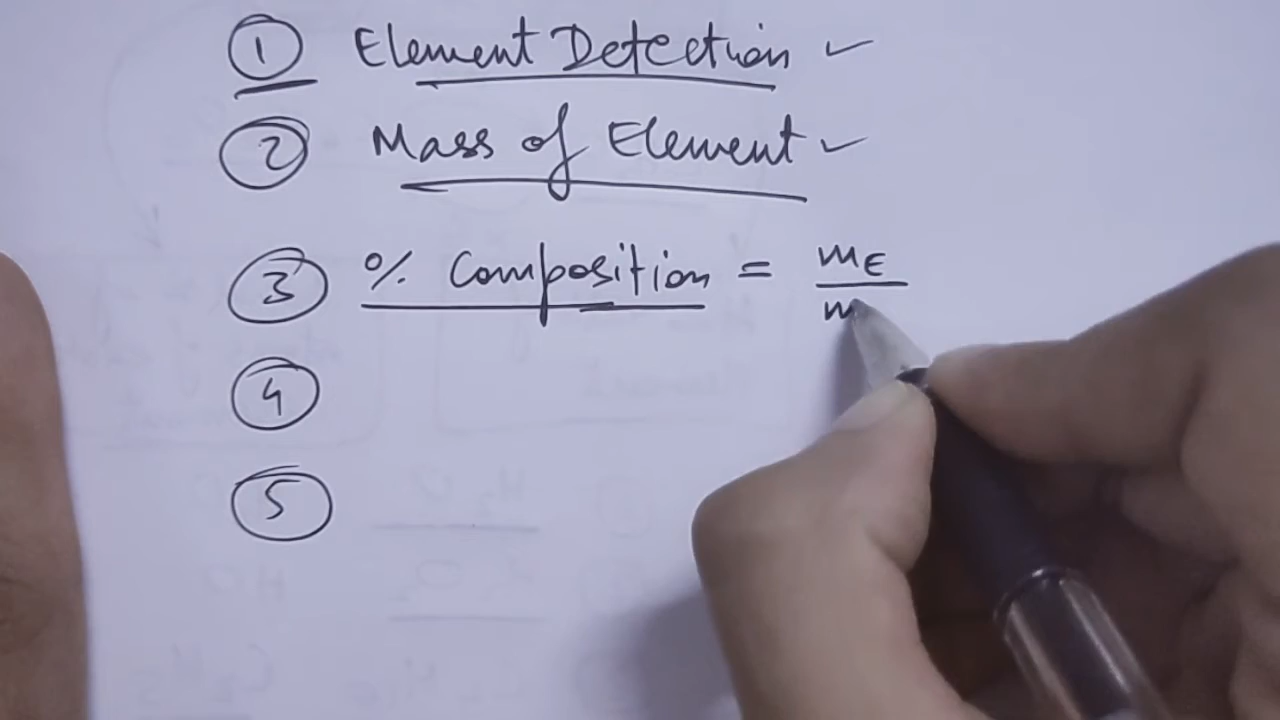 1 Element Detection ✓
2 Mass of Element ✓
3 % Composition = mE / m
4
5